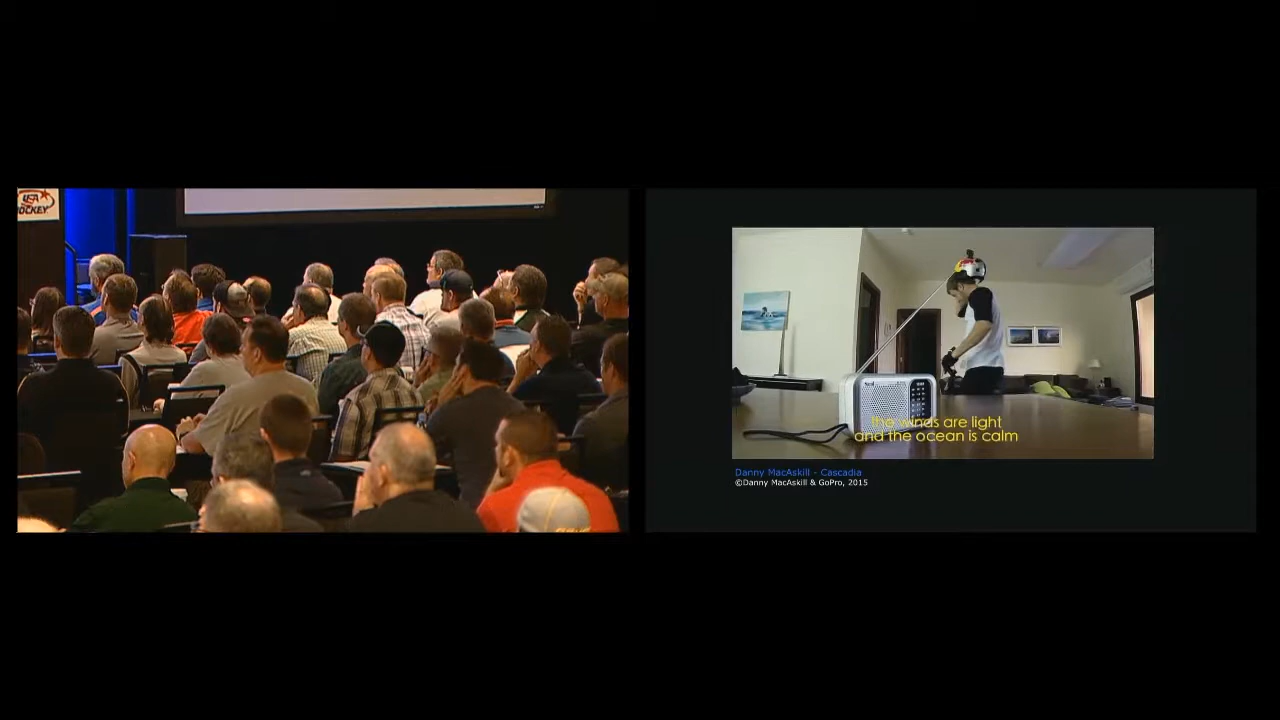 USA
HOCKEY
the winds are light
and the ocean is calm
Danny MacAskill - Cascadia
©Danny MacAskill & GoPro, 2015